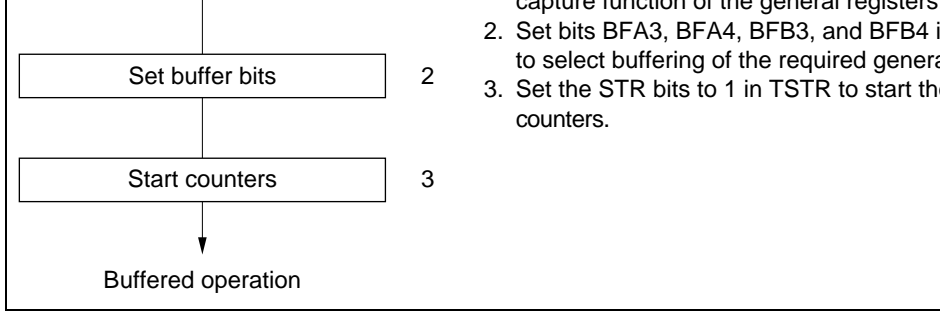 capture function of the general registers
2. Set bits BFA3, BFA4, BFB3, and BFB4 i
to select buffering of the required genera
Set buffer bits 2
3. Set the STR bits to 1 in TSTR to start the
counters.
Start counters 3
Buffered operation